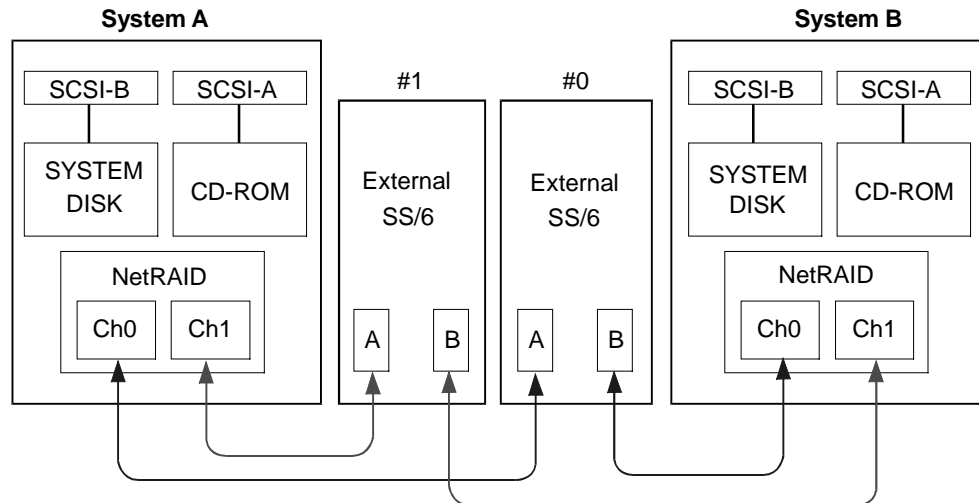 System A
System B
#1
#0
SCSI-B
SCSI-A
SYSTEM
DISK
CD-ROM
NetRAID
Ch0
Ch1
External
SS/6
A
B
External
SS/6
A
B
SCSI-B
SCSI-A
SYSTEM
DISK
CD-ROM
NetRAID
Ch0
Ch1